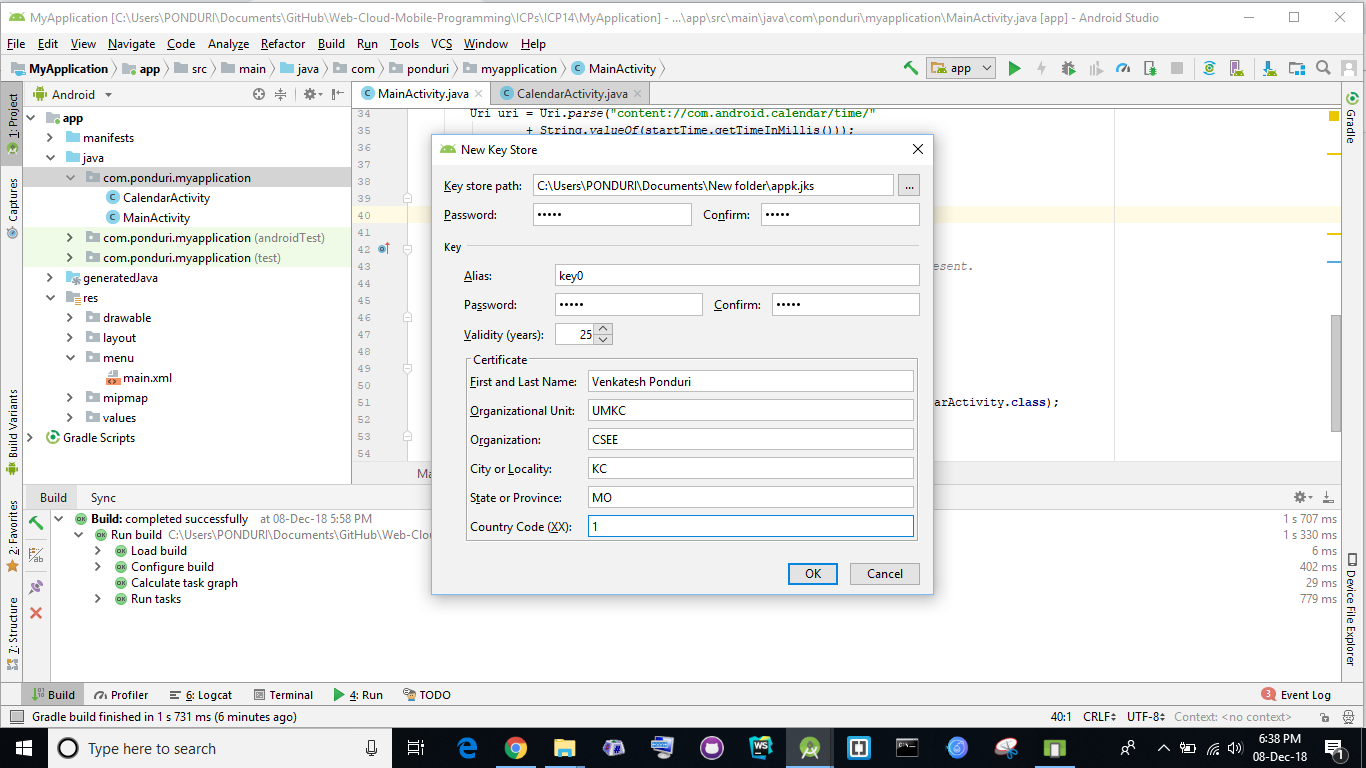 MyApplication [C:\Users\PONDURI\Documents\GitHub\Web-Cloud-Mobile-Programming\ICPs\ICP14\MyApplication] - ...\app\src\main\java\com\ponduri\myapplication\MainActivity.java [app] - Android Studio
File Edit View Navigate Code Analyze Refactor Build Run Tools VCS Window Help
MyApplication app src main java com ponduri myapplication MainActivity app
Android MainActivity.java CalendarActivity.java
1: Project
Captures
Build Variants
2: Favorites
7: Structure
app
manifests
java
com.ponduri.myapplication
CalendarActivity
MainActivity
com.ponduri.myapplication (androidTest)
com.ponduri.myapplication (test)
generatedJava
res
drawable
layout
menu
main.xml
mipmap
values
Gradle Scripts
34 Uri uri = Uri.parse("content://com.android.calendar/time/"
35 + String.valueOf(startTime.getTimeInMillis()));
36
37
38
39
40
41
42
43 esent.
44
45
46
47
48
49
50
51 arActivity.class);
52
53
54
Ma
New Key Store
Key store path: C:\Users\PONDURI\Documents\New folder\appk.jks ...
Password: ••••• Confirm: •••••
Key
Alias: key0
Password: ••••• Confirm: •••••
Validity (years): 25
Certificate
First and Last Name: Venkatesh Ponduri
Organizational Unit: UMKC
Organization: CSEE
City or Locality: KC
State or Province: MO
Country Code (XX): 1
OK Cancel
Gradle
Device File Explorer
Build Sync
Build: completed successfully at 08-Dec-18 5:58 PM 1 s 707 ms
Run build C:\Users\PONDURI\Documents\GitHub\Web-Clou 1 s 330 ms
Load build 6 ms
Configure build 402 ms
Calculate task graph 29 ms
Run tasks 779 ms
Build Profiler 6: Logcat Terminal 4: Run TODO 3 Event Log
Gradle build finished in 1 s 731 ms (6 minutes ago) 40:1 CRLF UTF-8 Context: <no context>
Type here to search
6:38 PM
08-Dec-18
1